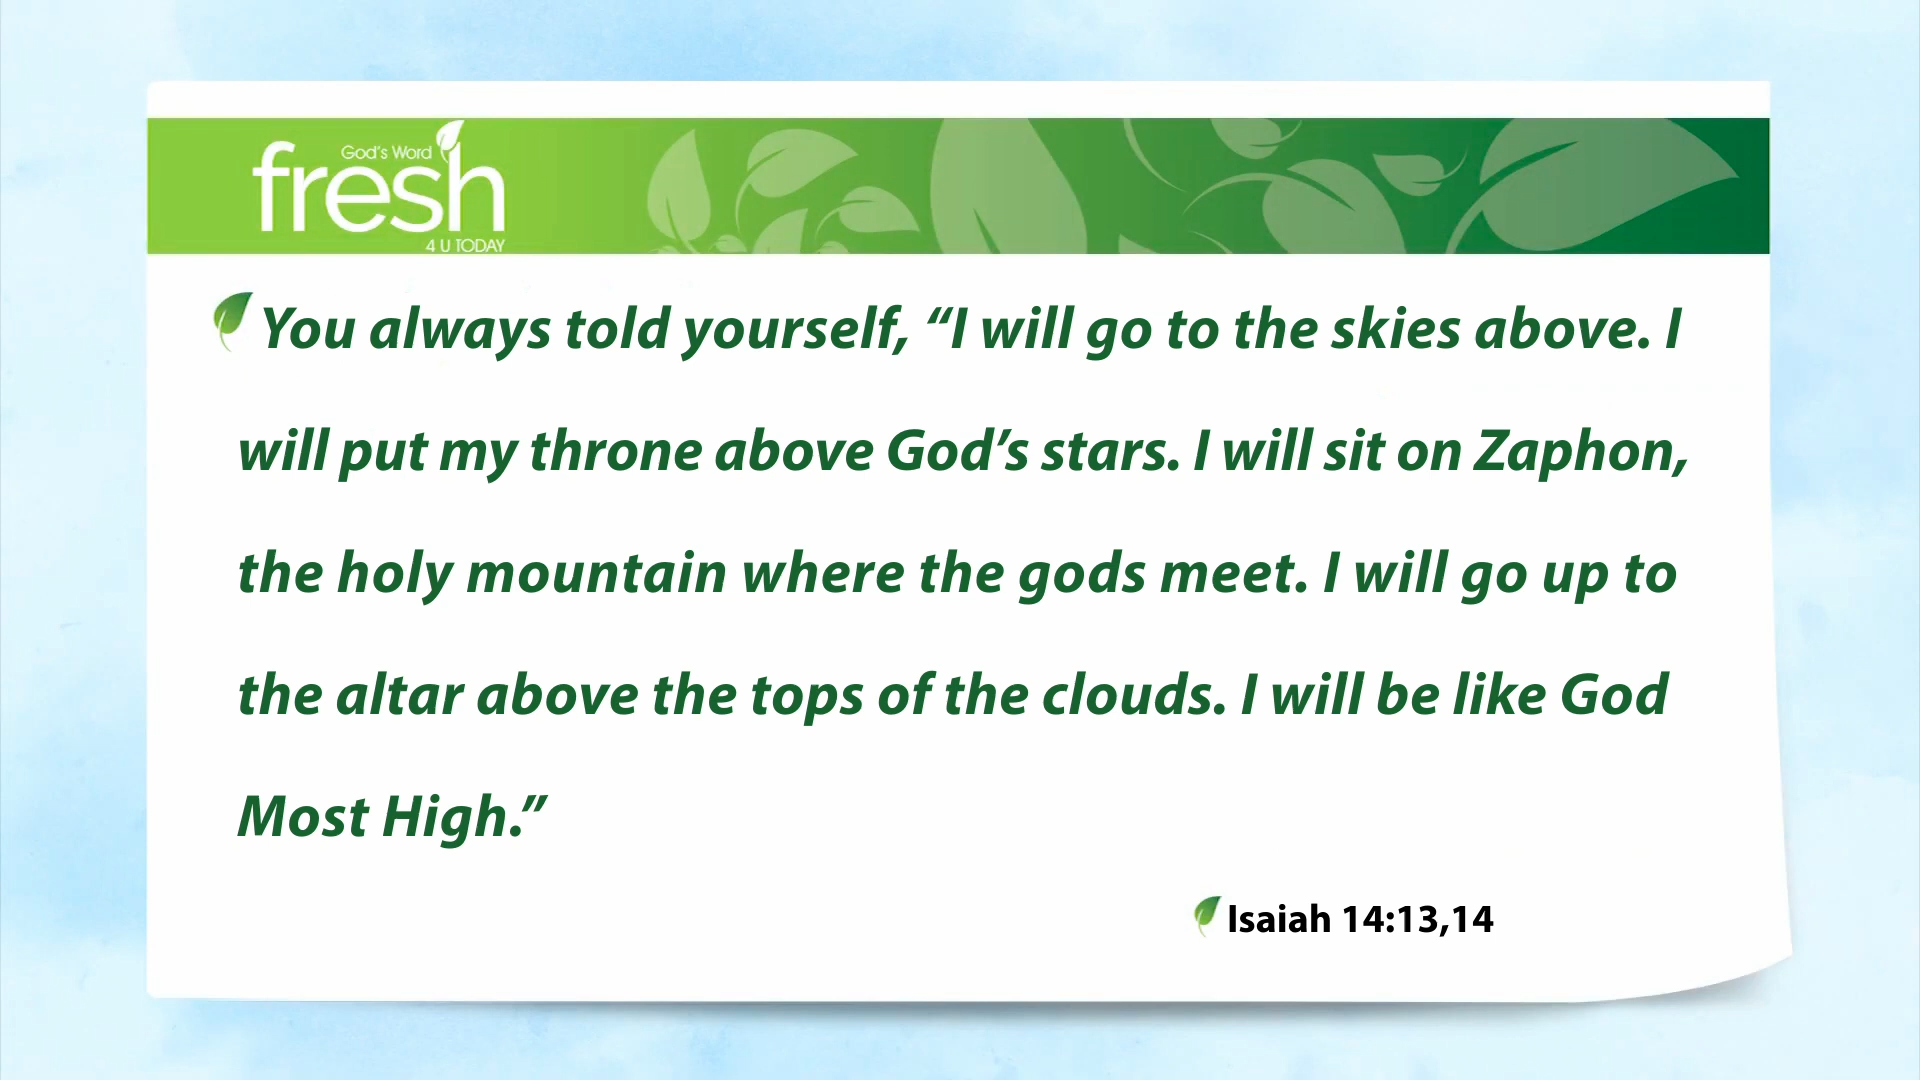 God's Word
fresh
4 U TODAY
You always told yourself, “I will go to the skies above. I
will put my throne above God’s stars. I will sit on Zaphon,
the holy mountain where the gods meet. I will go up to
the altar above the tops of the clouds. I will be like God
Most High.”
Isaiah 14:13,14